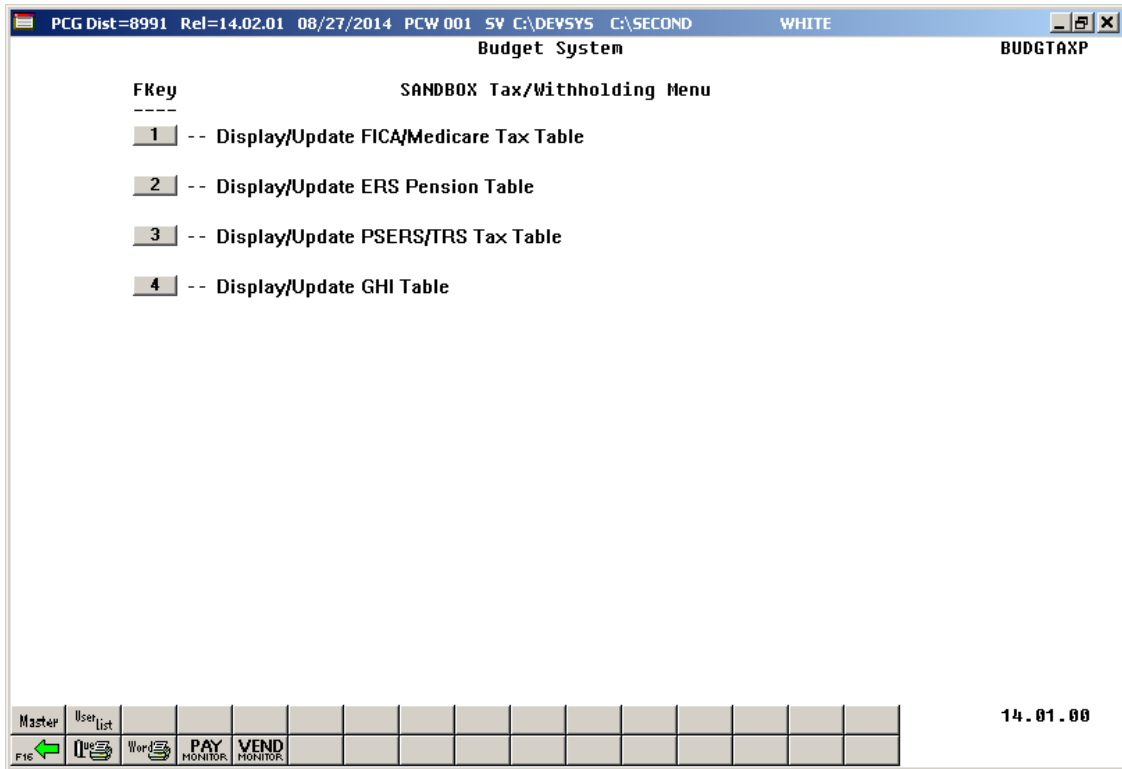 PCG Dist=8991 Rel=14.02.01 08/27/2014 PCW 001 SV C:\DEVSYS C:\SECOND WHITE
Budget System BUDGTAXP
FKey SANDBOX Tax/Withholding Menu
----
1 -- Display/Update FICA/Medicare Tax Table
2 -- Display/Update ERS Pension Table
3 -- Display/Update PSERS/TRS Tax Table
4 -- Display/Update GHI Table
Master User List 14.01.00
F16 Que Word PAY MONITOR VEND MONITOR